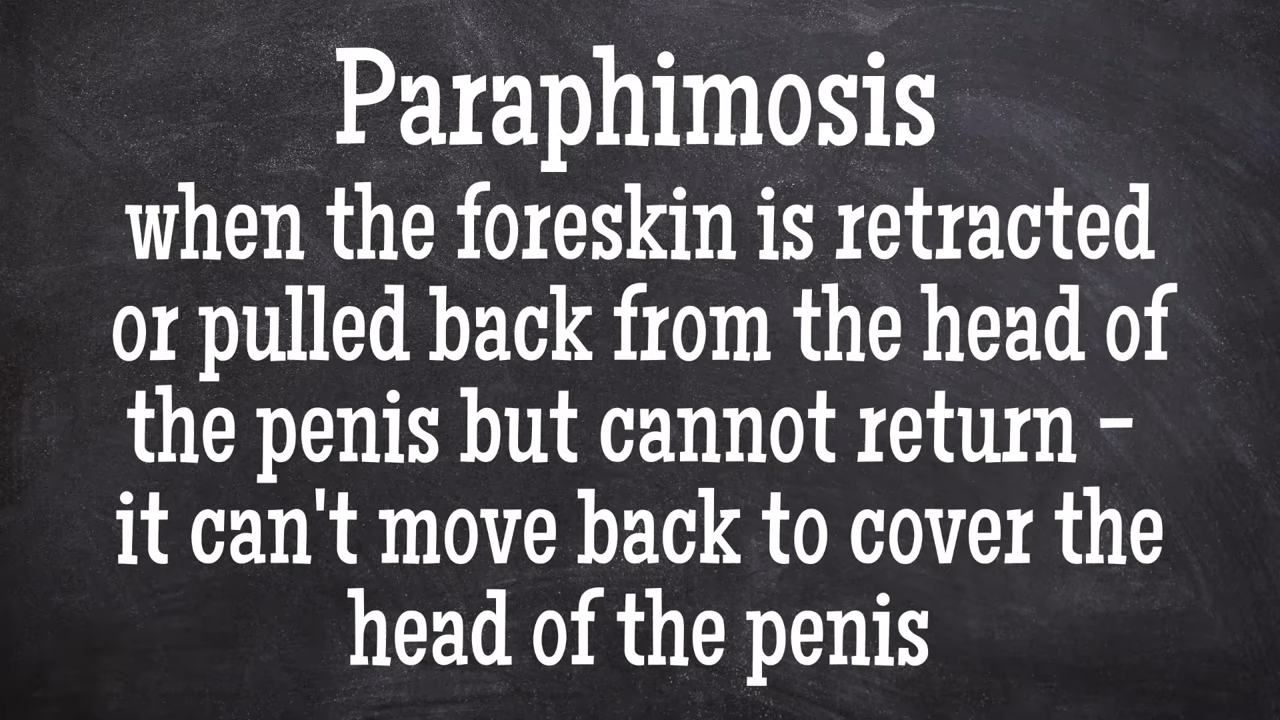 Paraphimosis
when the foreskin is retracted
or pulled back from the head of
the penis but cannot return –
it can't move back to cover the
head of the penis